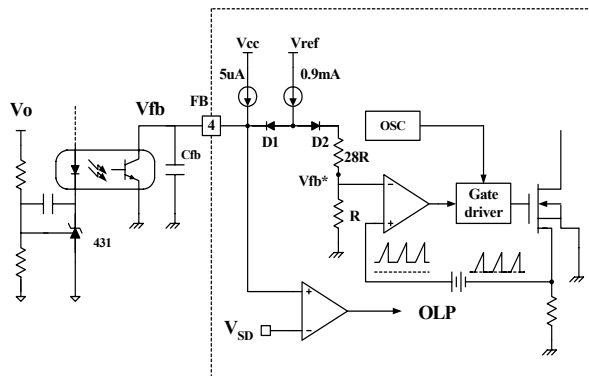 Vcc Vref
5uA 0.9mA
Vo Vfb FB 4
D1 D2
OSC
Cfb 28R
Vfb*
R
Gate
driver
431
+
−
+
−
V_SD
OLP